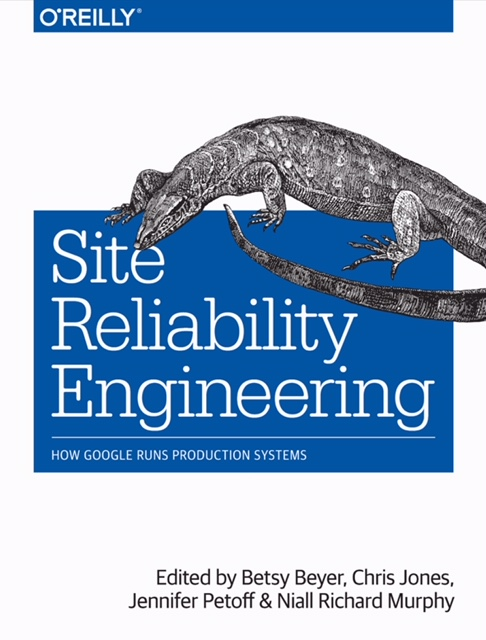 O'REILLY®
Site
Reliability
Engineering
HOW GOOGLE RUNS PRODUCTION SYSTEMS
Edited by Betsy Beyer, Chris Jones,
Jennifer Petoff & Niall Richard Murphy